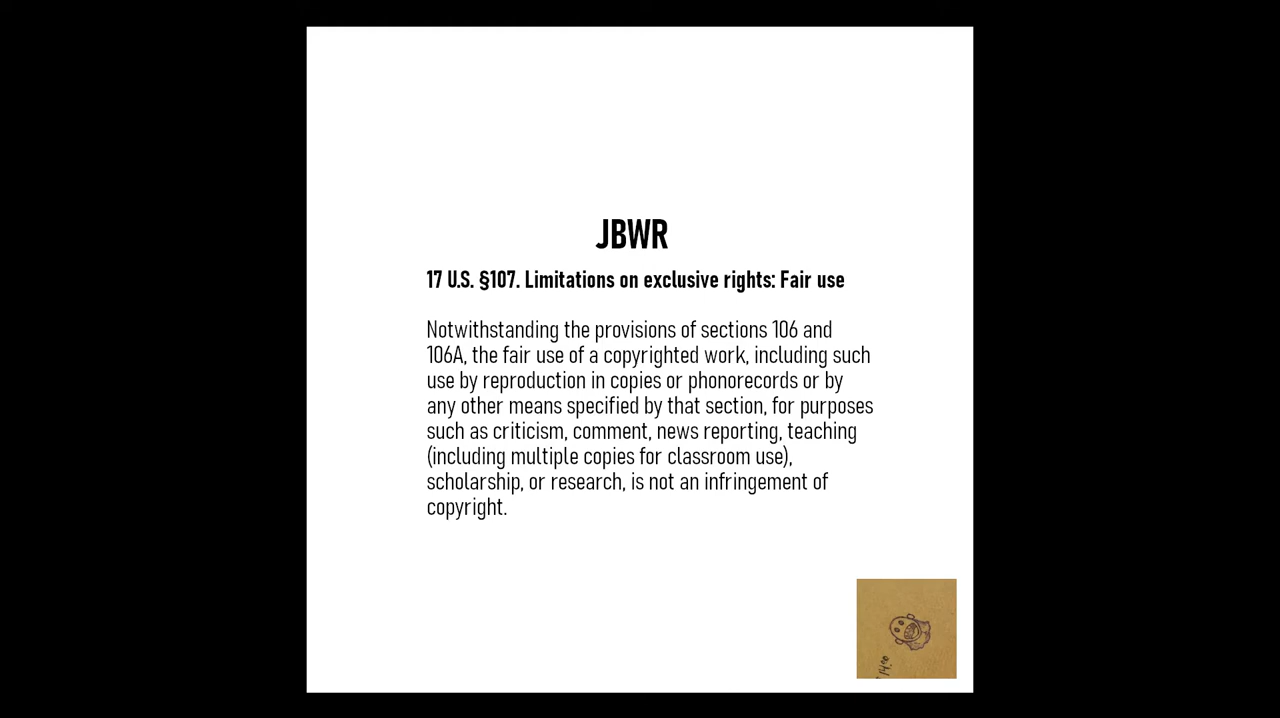 JBWR
17 U.S. §107. Limitations on exclusive rights: Fair use
Notwithstanding the provisions of sections 106 and
106A, the fair use of a copyrighted work, including such
use by reproduction in copies or phonorecords or by
any other means specified by that section, for purposes
such as criticism, comment, news reporting, teaching
(including multiple copies for classroom use),
scholarship, or research, is not an infringement of
copyright.